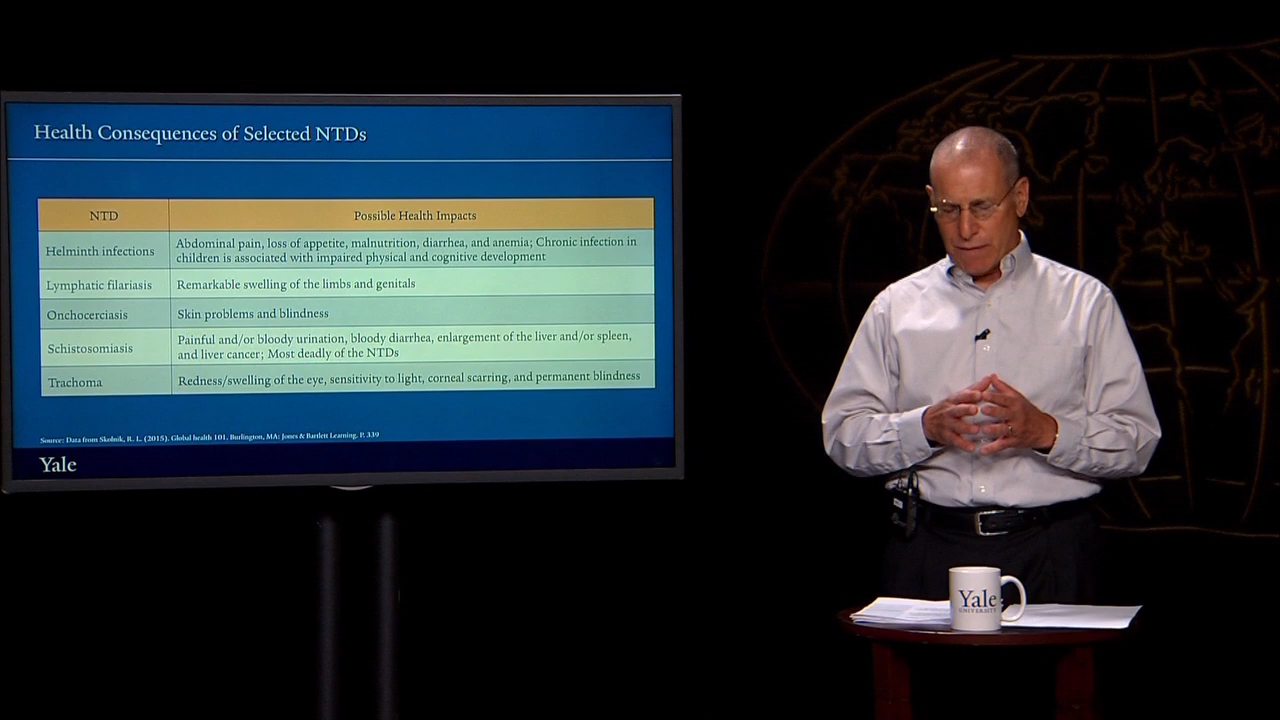 Health Consequences of Selected NTDs
NTD
Possible Health Impacts
Helminth infections
Abdominal pain, loss of appetite, malnutrition, diarrhea, and anemia; Chronic infection in
children is associated with impaired physical and cognitive development
Lymphatic filariasis
Remarkable swelling of the limbs and genitals
Onchocerciasis
Skin problems and blindness
Schistosomiasis
Painful and/or bloody urination, bloody diarrhea, enlargement of the liver and/or spleen,
and liver cancer; Most deadly of the NTDs
Trachoma
Redness/swelling of the eye, sensitivity to light, corneal scarring, and permanent blindness
Source: Data from Skolnik, R. L. (2015). Global health 101. Burlington, MA: Jones & Bartlett Learning. P. 339
Yale
Yale
UNIVERSITY